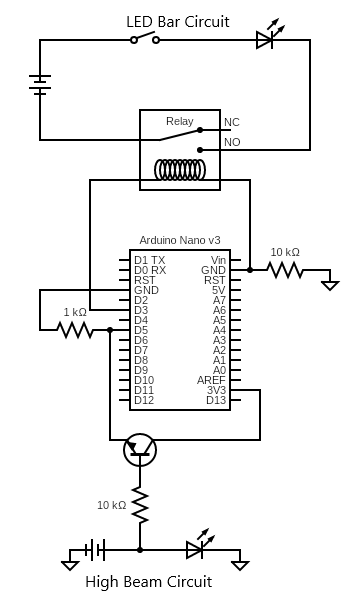 LED Bar Circuit
Relay
NC
NO
Arduino Nano v3
D1 TX Vin
D0 RX GND 10 kΩ
RST RST
GND 5V
D2 A7
D3 A6
1 kΩ D4 A5
D5 A4
D6 A3
D7 A2
D8 A1
D9 A0
D10 AREF
D11 3V3
D12 D13
10 kΩ
High Beam Circuit